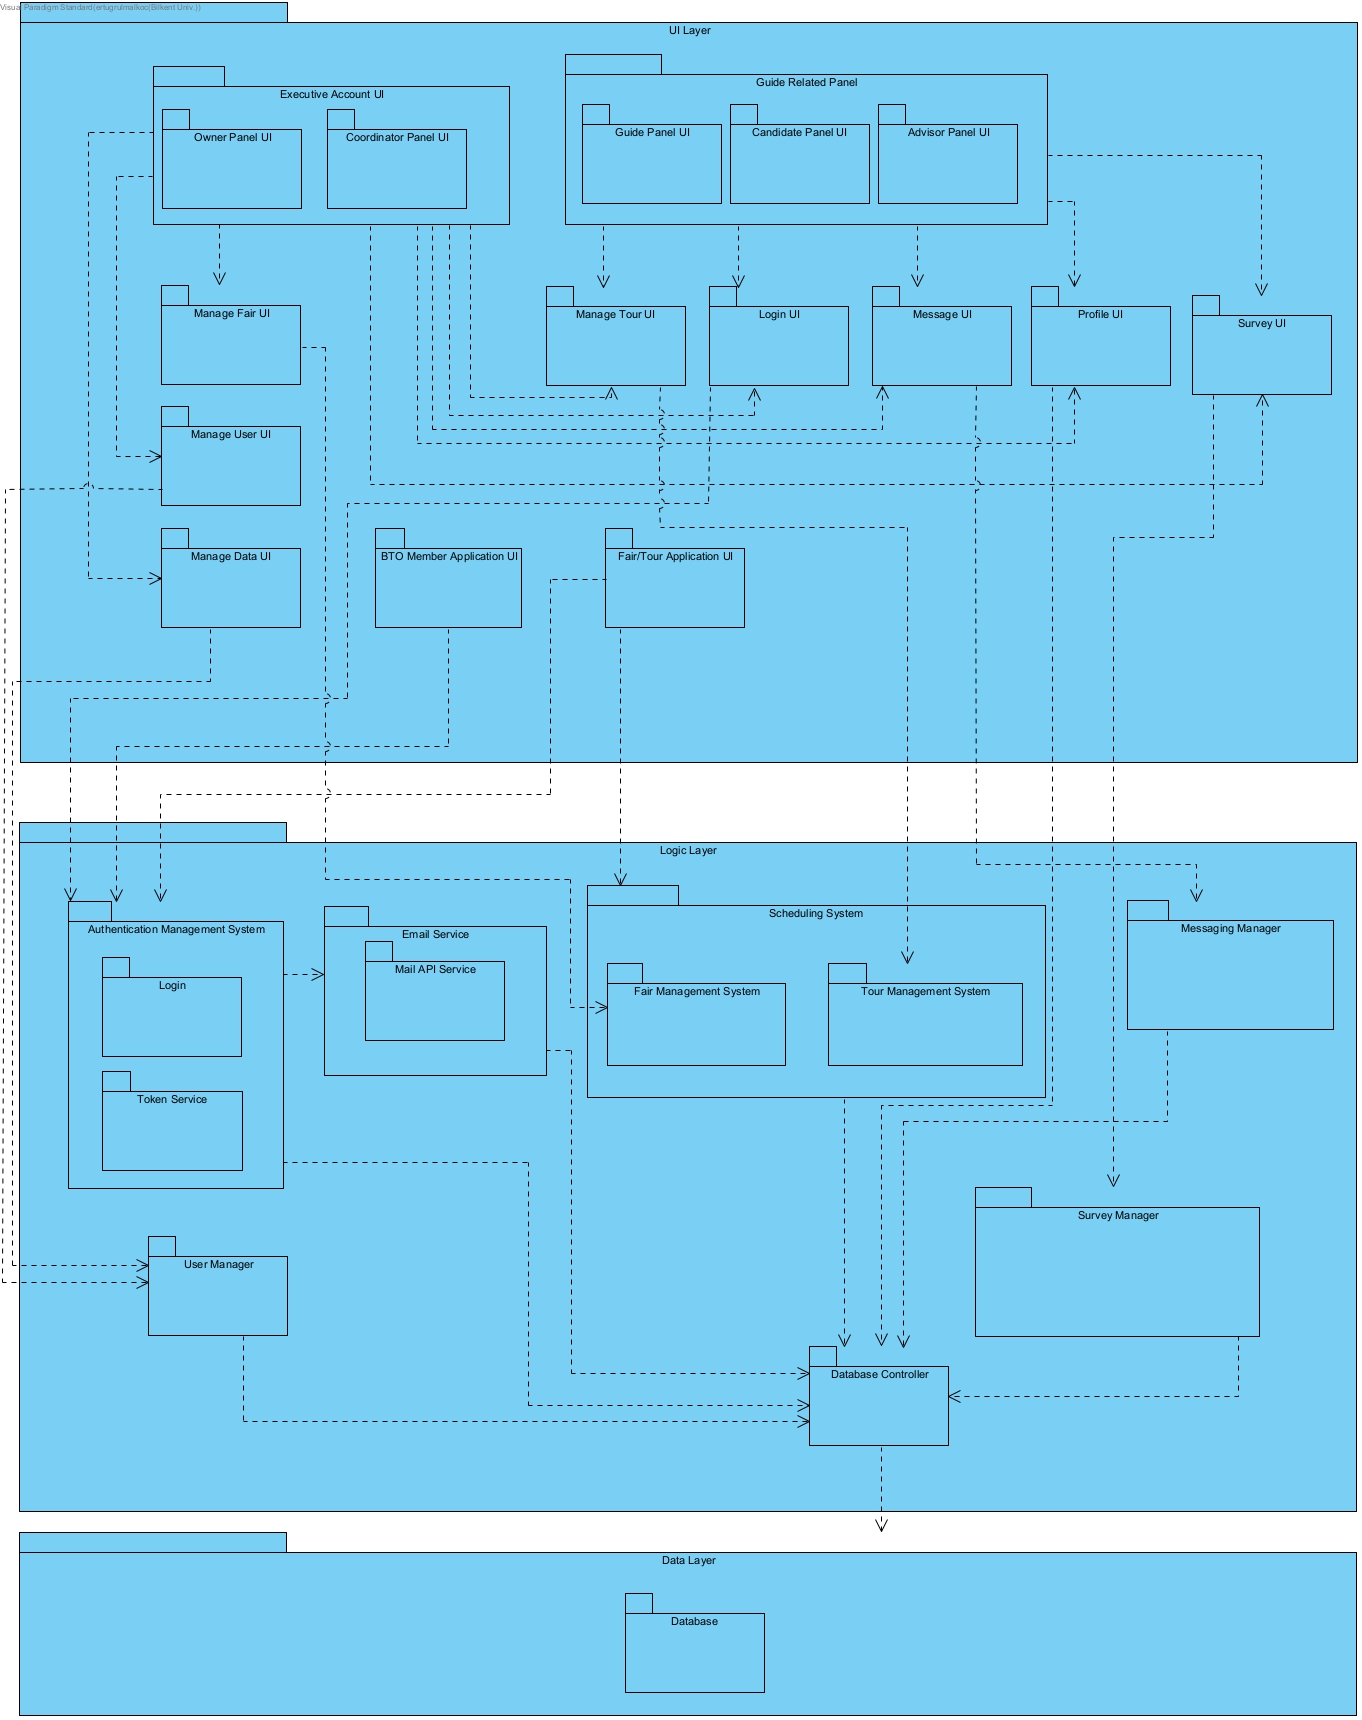 Visual Paradigm Standard(ertugrulmalkoc(Bilkent Univ.))
UI Layer
Executive Account UI
Guide Related Panel
Owner Panel UI
Coordinator Panel UI
Guide Panel UI
Candidate Panel UI
Advisor Panel UI
Manage Fair UI
Manage Tour UI
Login UI
Message UI
Profile UI
Survey UI
Manage User UI
Manage Data UI
BTO Member Application UI
Fair/Tour Application UI
Logic Layer
Authentication Management System
Email Service
Scheduling System
Messaging Manager
Login
Mail API Service
Fair Management System
Tour Management System
Token Service
Survey Manager
User Manager
Database Controller
Data Layer
Database